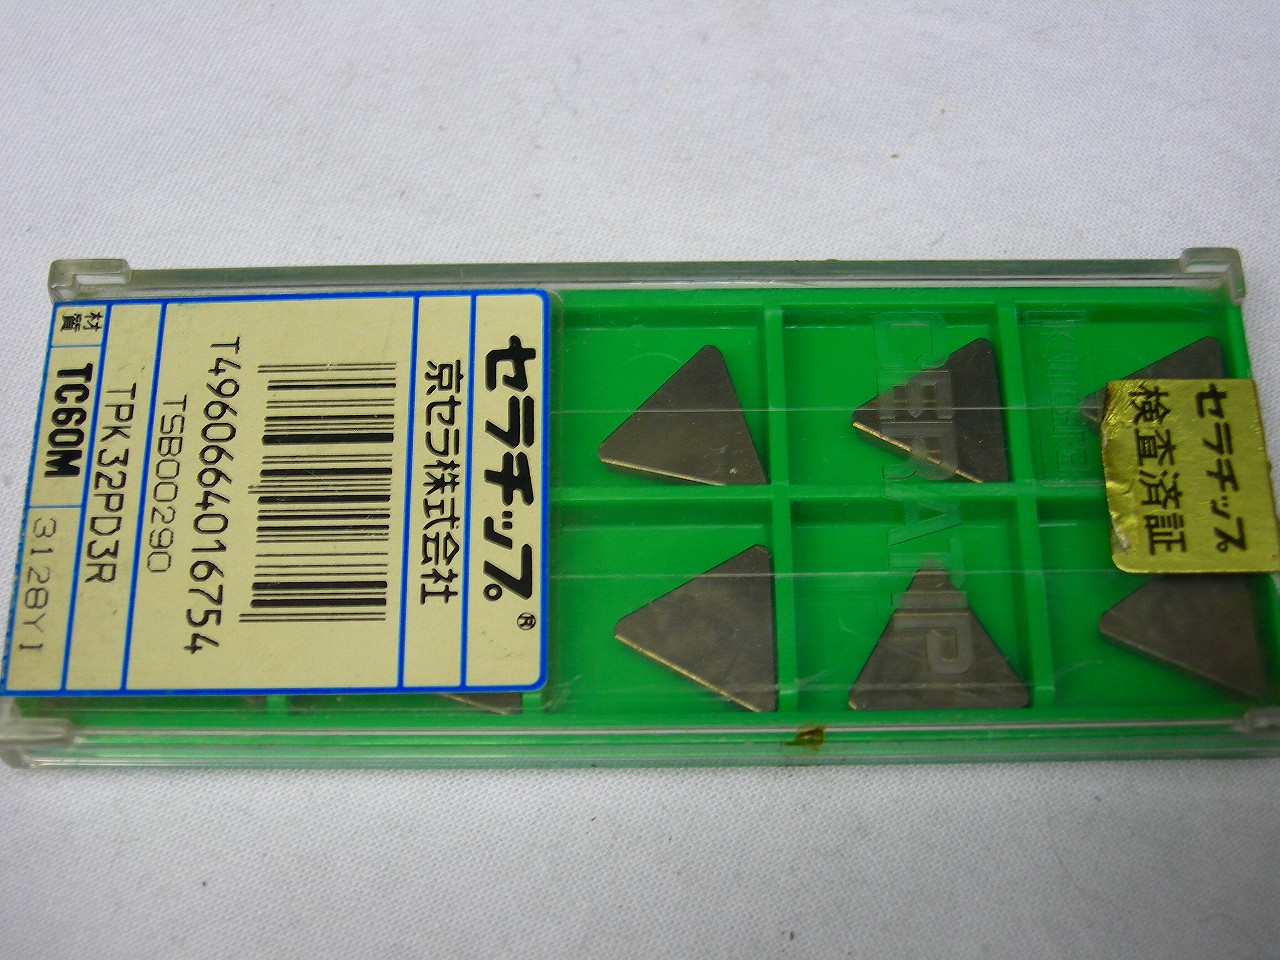 セラチップ®
京セラ株式会社
T4960664016754
TSB00290
TPK32PD3R
材質
TC60M
3128Y1
CERATIP
セラチップ
検査済証